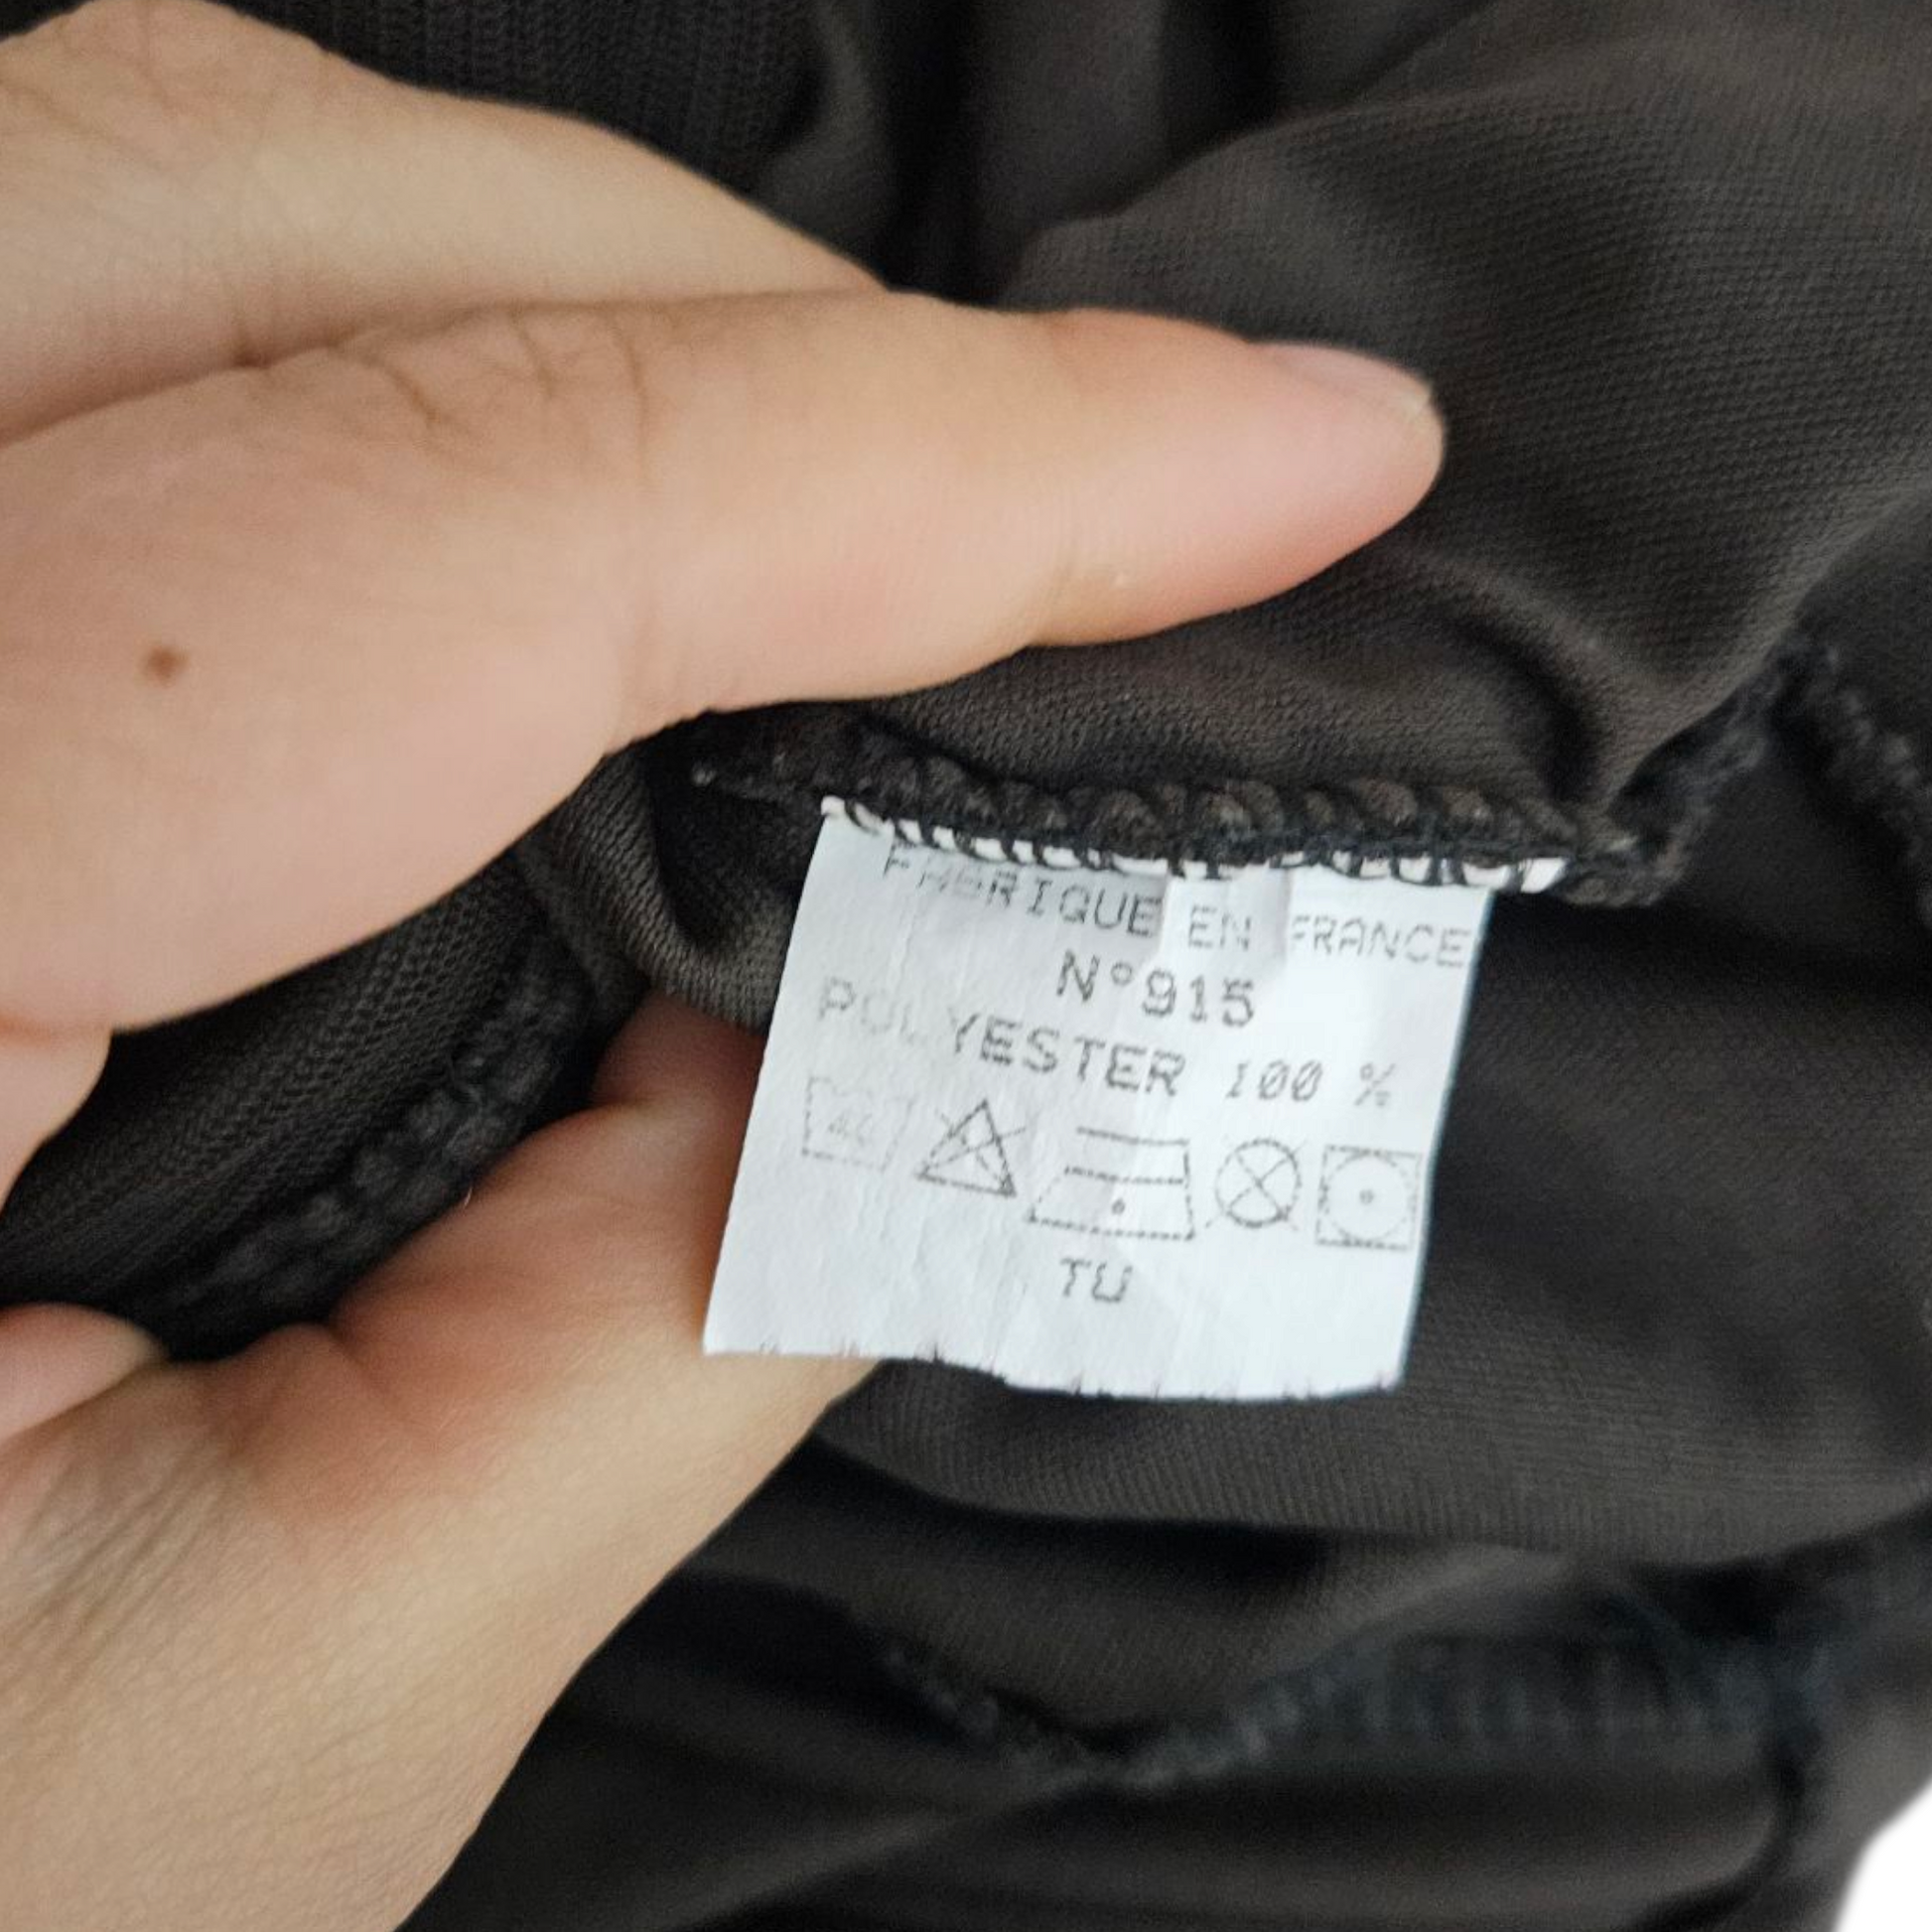 FABRIQUE EN FRANCE
N°915
POLYESTER 100 %
40
TU